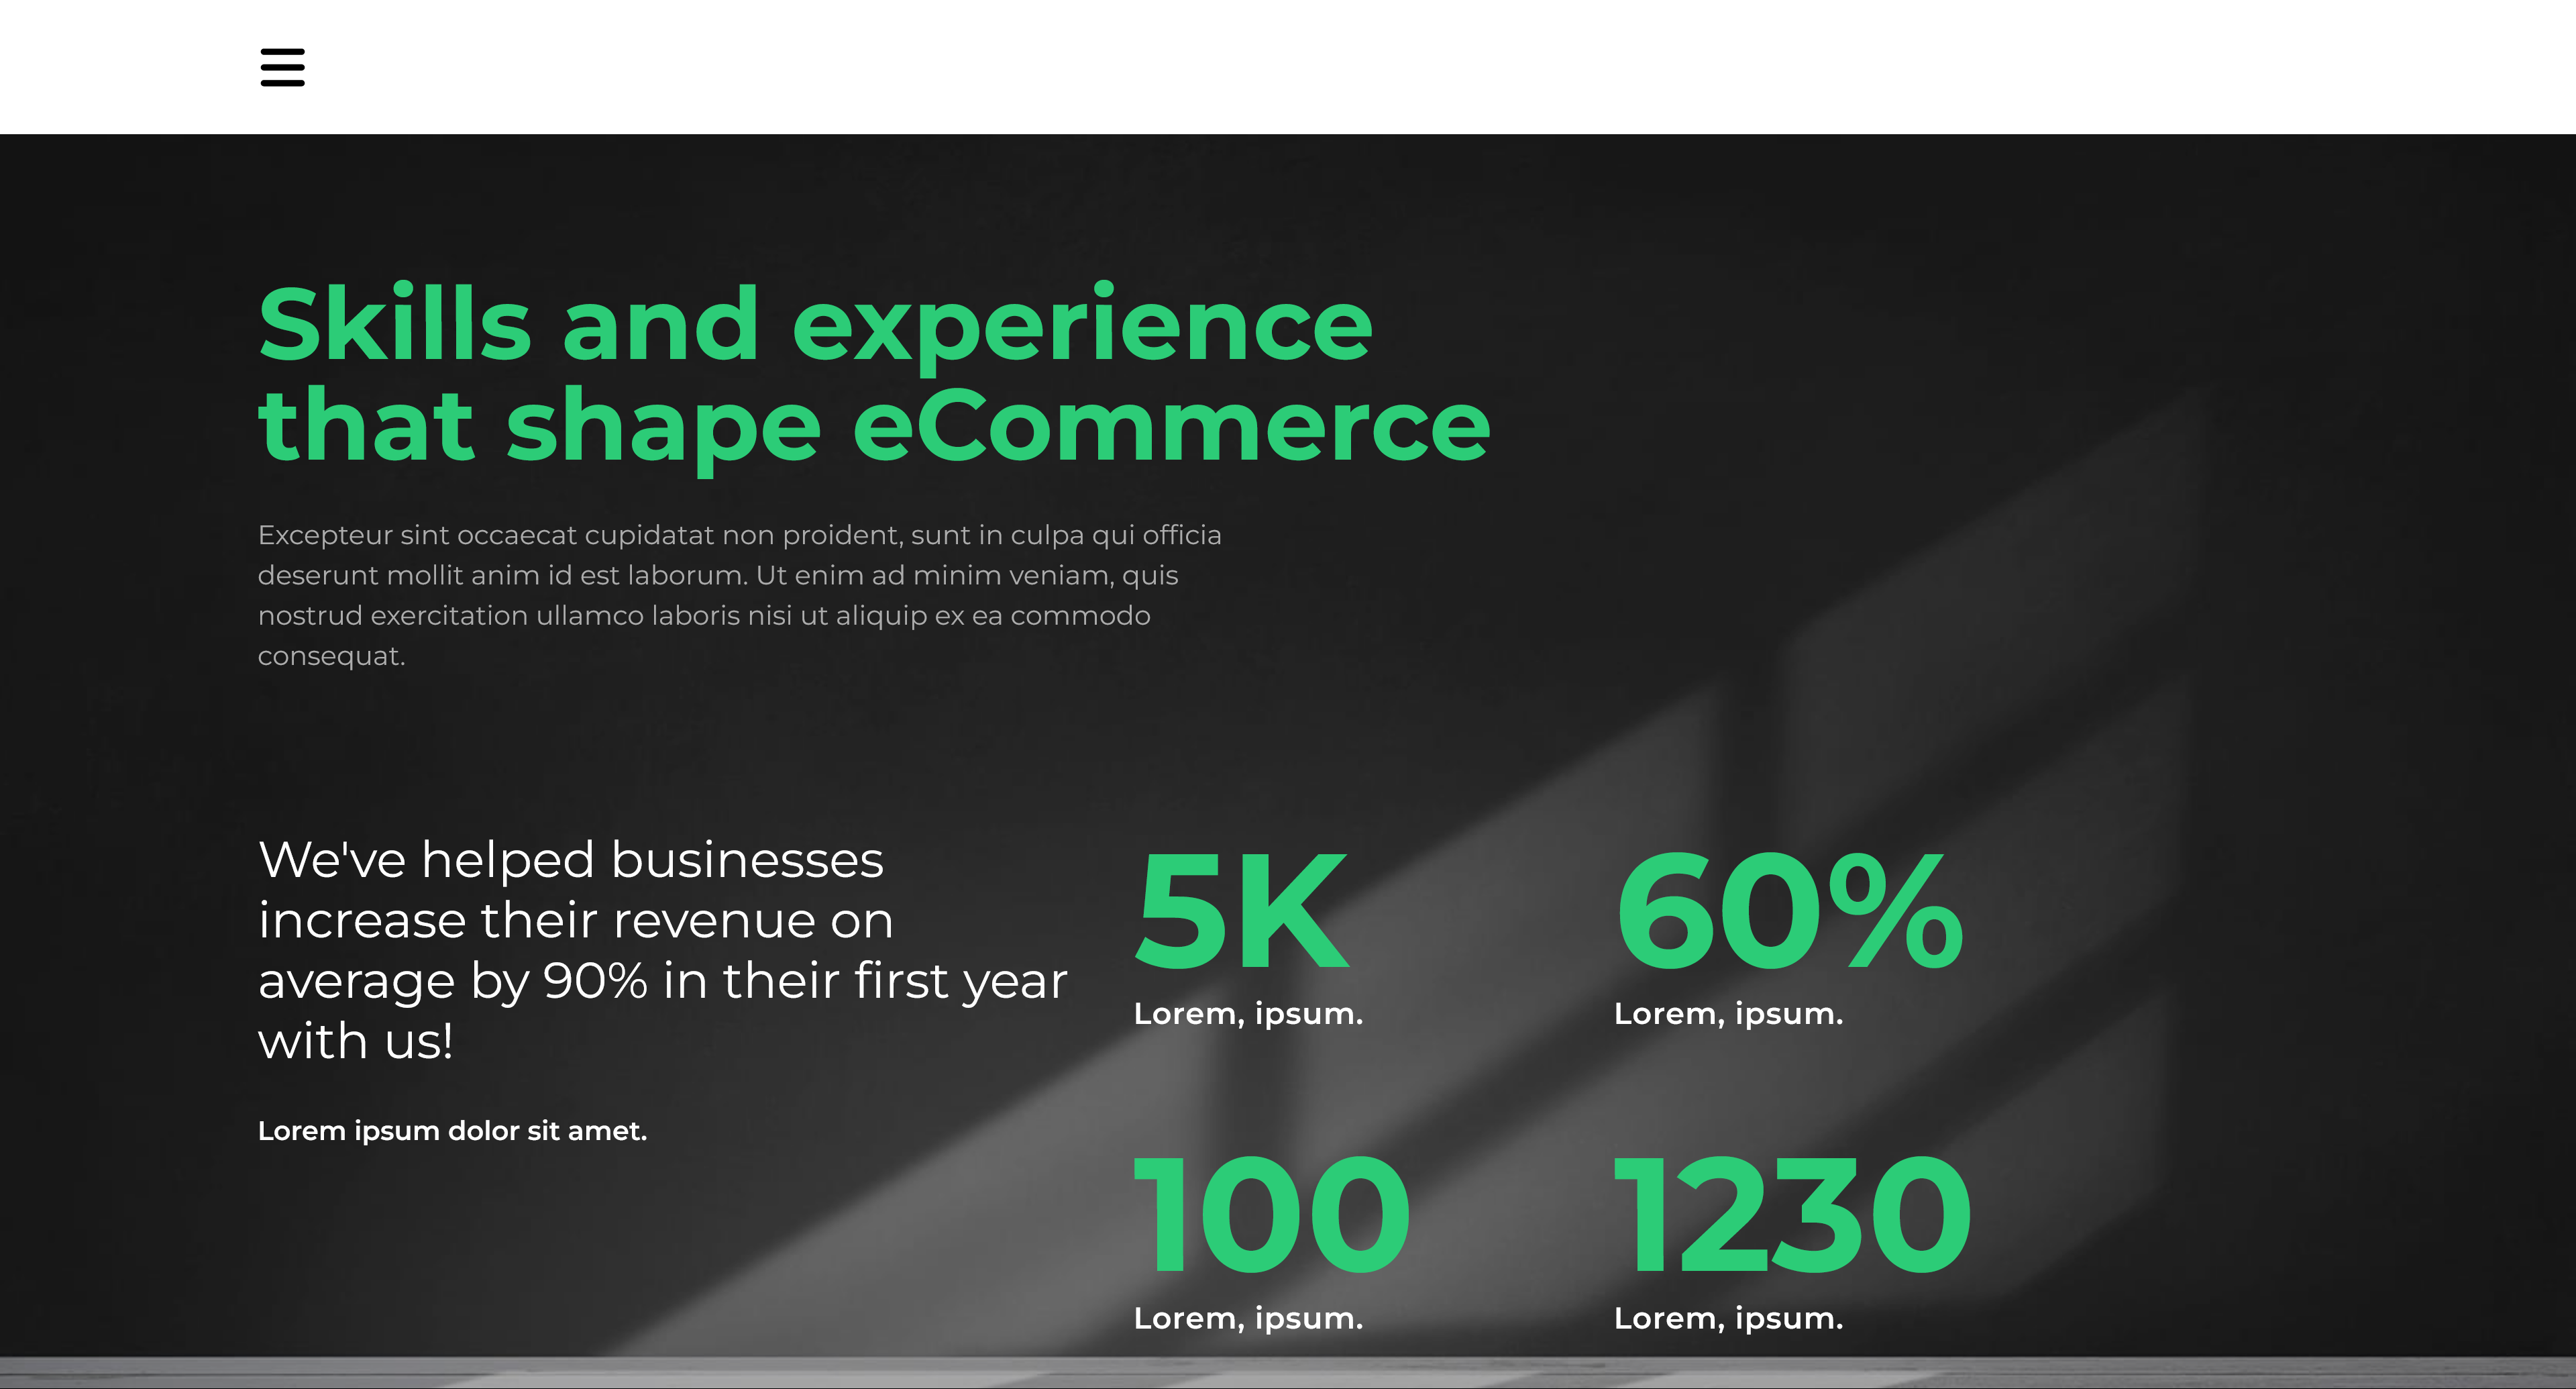 Skills and experience
that shape eCommerce
Excepteur sint occaecat cupidatat non proident, sunt in culpa qui officia
deserunt mollit anim id est laborum. Ut enim ad minim veniam, quis
nostrud exercitation ullamco laboris nisi ut aliquip ex ea commodo
consequat.
We've helped businesses
increase their revenue on
average by 90% in their first year
with us!
Lorem ipsum dolor sit amet.
5K
Lorem, ipsum.
60%
Lorem, ipsum.
100
Lorem, ipsum.
1230
Lorem, ipsum.